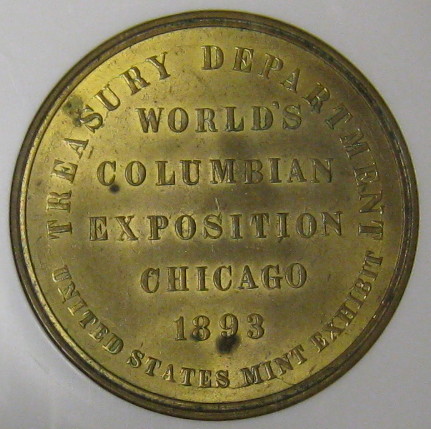 TREASURY DEPARTMENT
WORLD'S
COLUMBIAN
EXPOSITION
CHICAGO
1893
UNITED STATES MINT EXHIBIT